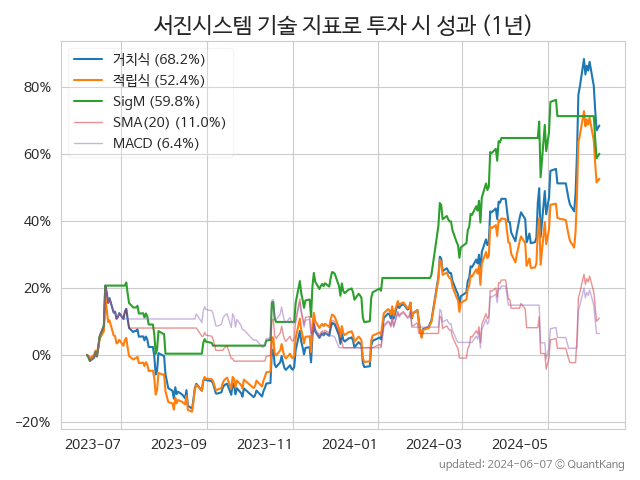 서진시스템 기술 지표로 투자 시 성과 (1년)
거치식 (68.2%)
적립식 (52.4%)
SigM (59.8%)
SMA(20) (11.0%)
MACD (6.4%)
80%
60%
40%
20%
0%
−20%
2023−07
2023−09
2023−11
2024−01
2024−03
2024−05
updated: 2024−06−07 © QuantKang